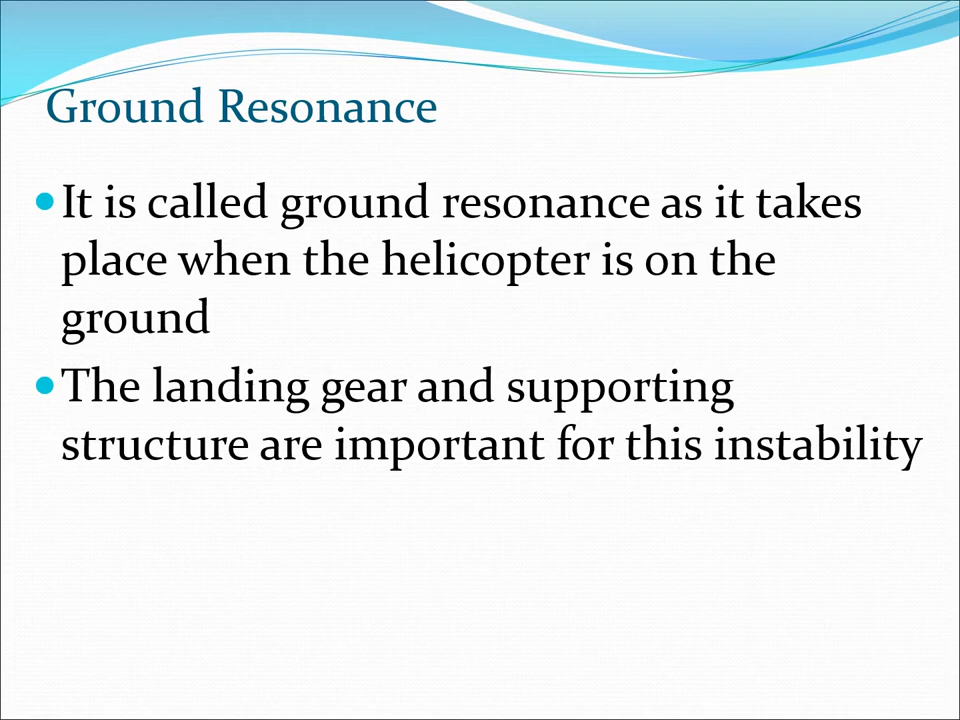 Ground Resonance
It is called ground resonance as it takes
place when the helicopter is on the
ground
The landing gear and supporting
structure are important for this instability